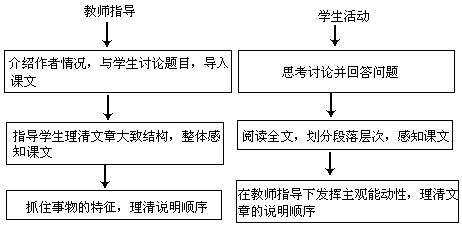 教师指导
介绍作者情况，与学生讨论题目，导入
课文
指导学生理清文章大致结构，整体感
知课文
抓住事物的特征，理清说明顺序
学生活动
思考讨论并回答问题
阅读全文，划分段落层次，感知课文
在教师指导下发挥主观能动性，理清文
章的说明顺序